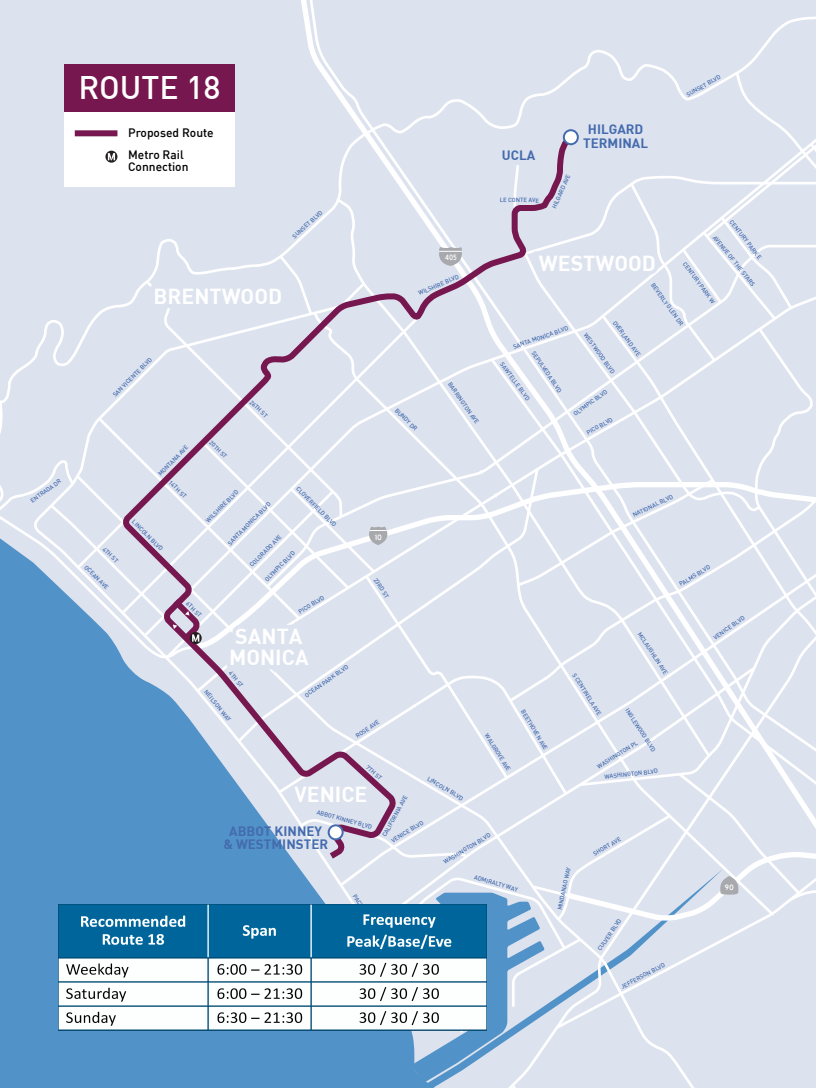 ROUTE 18
Proposed Route
M
Metro Rail
Connection
HILGARD
TERMINAL
UCLA
SUNSET BLVD
LE CONTE AVE
HILGARD AVE
SUNSET BLVD
405
WESTWOOD
CENTURY PARK E
AVENUE OF THE STARS
CENTURY PARK W
BEVERLY GLEN DR
BRENTWOOD
WILSHIRE BLVD
SANTA MONICA BLVD
OVERLAND AVE
WESTWOOD BLVD
SEPULVEDA BLVD
SAWTELLE BLVD
SAN VICENTE BLVD
BARRINGTON AVE
BUNDY DR
OLYMPIC BLVD
PICO BLVD
26TH ST
20TH ST
MONTANA AVE
14TH ST
ENTRADA DR
WILSHIRE BLVD
SANTA MONICA BLVD
CLOVERFIELD BLVD
COLORADO AVE
OLYMPIC BLVD
NATIONAL BLVD
LINCOLN BLVD
10
4TH ST
OCEAN AVE
23RD ST
PALMS BLVD
PICO BLVD
6TH ST
M
SANTA
MONICA
VENICE BLVD
MCLAUGHLIN AVE
4TH ST
OCEAN PARK BLVD
NEILSON WAY
S CENTINELA AVE
BEETHOVEN AVE
INGLEWOOD BLVD
ROSE AVE
WALGROVE AVE
WASHINGTON PL
WASHINGTON BLVD
7TH ST
LINCOLN BLVD
VENICE
CALIFORNIA AVE
ABBOT KINNEY BLVD
VENICE BLVD
ABBOT KINNEY
& WESTMINSTER
WASHINGTON BLVD
SHORT AVE
ADMIRALTY WAY
MINDANAO WAY
90
PAC
CULVER BLVD
JEFFERSON BLVD
Recommended Route 18 Span Frequency Peak/Base/Eve
Weekday 6:00 – 21:30 30 / 30 / 30
Saturday 6:00 – 21:30 30 / 30 / 30
Sunday 6:30 – 21:30 30 / 30 / 30